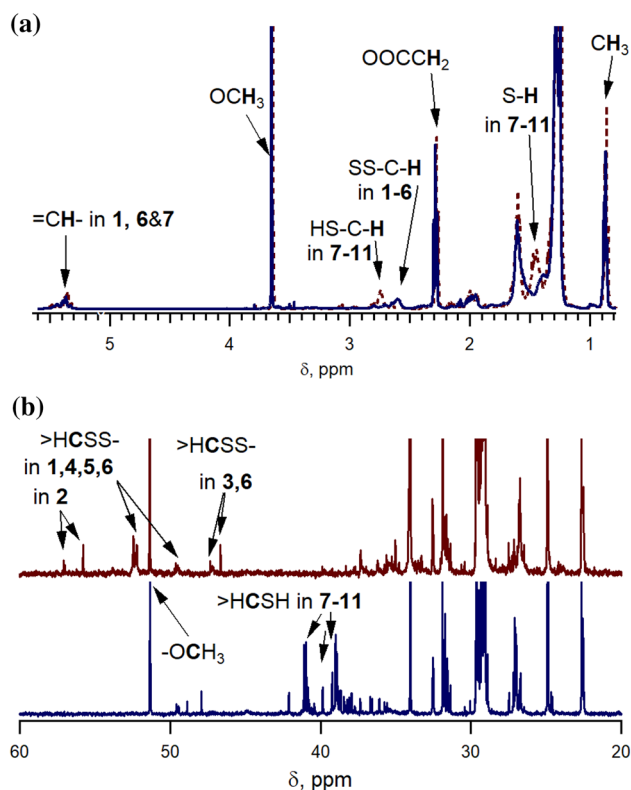 (a)
OCH3
OOCCH2
CH3
S-H
in 7-11
SS-C-H
in 1-6
HS-C-H
in 7-11
=CH- in 1, 6&7
5 4 3 2 1
δ, ppm
(b)
>HCSS-
in 1,4,5,6
in 2
>HCSS-
in 3,6
>HCSH in 7-11
-OCH3
60 50 40 30 20
δ, ppm